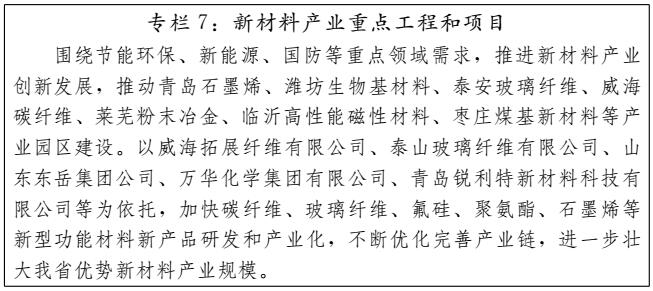 专栏 7：新材料产业重点工程和项目
围绕节能环保、新能源、国防等重点领域需求，推进新材料产业
创新发展，推动青岛石墨烯、潍坊生物基材料、泰安玻璃纤维、威海
碳纤维、莱芜粉末冶金、临沂高性能磁性材料、枣庄煤基新材料等产
业园区建设。以威海拓展纤维有限公司、泰山玻璃纤维有限公司、山
东东岳集团公司、万华化学集团有限公司、青岛锐利特新材料科技有
限公司等为依托，加快碳纤维、玻璃纤维、氟硅、聚氨酯、石墨烯等
新型功能材料新产品研发和产业化，不断优化完善产业链，进一步壮
大我省优势新材料产业规模。